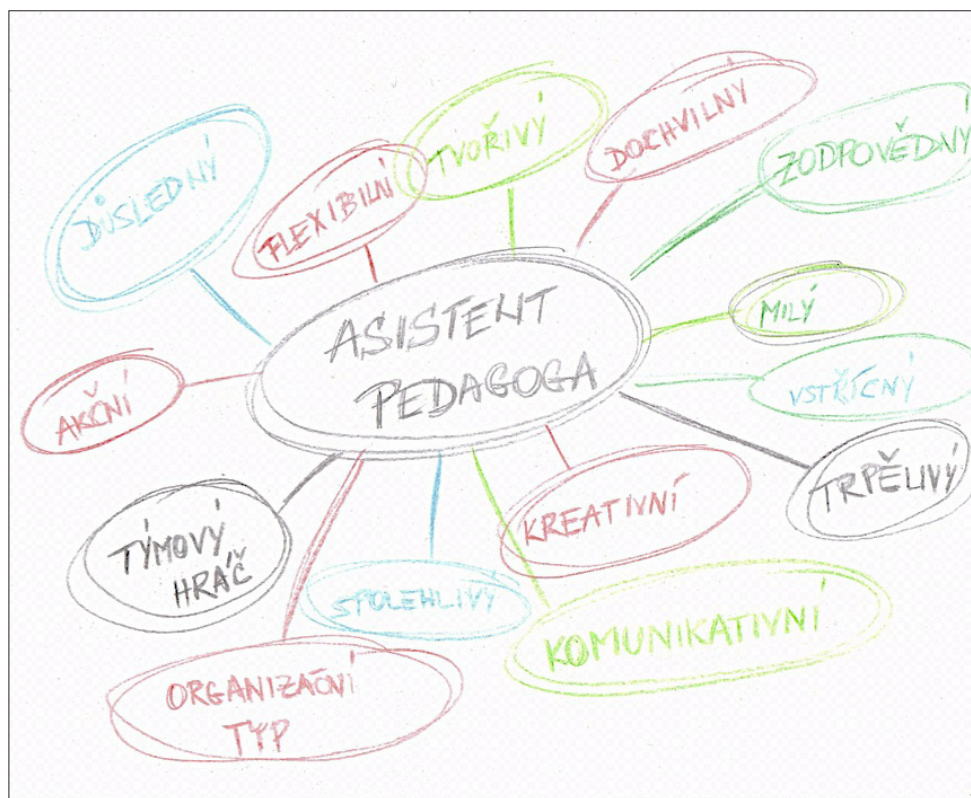 DŮSLEDNÝ
FLEXIBILNÍ
TVOŘIVÝ
DOCHVILNÝ
ZODPOVĚDNÝ
ASISTENT
PEDAGOGA
MILÝ
VSTŘÍCNÝ
AKČNÍ
TRPĚLIVÝ
KREATIVNÍ
TÝMOVÝ
HRÁČ
SPOLEHLIVÝ
KOMUNIKATIVNÍ
ORGANIZAČNÍ
TYP